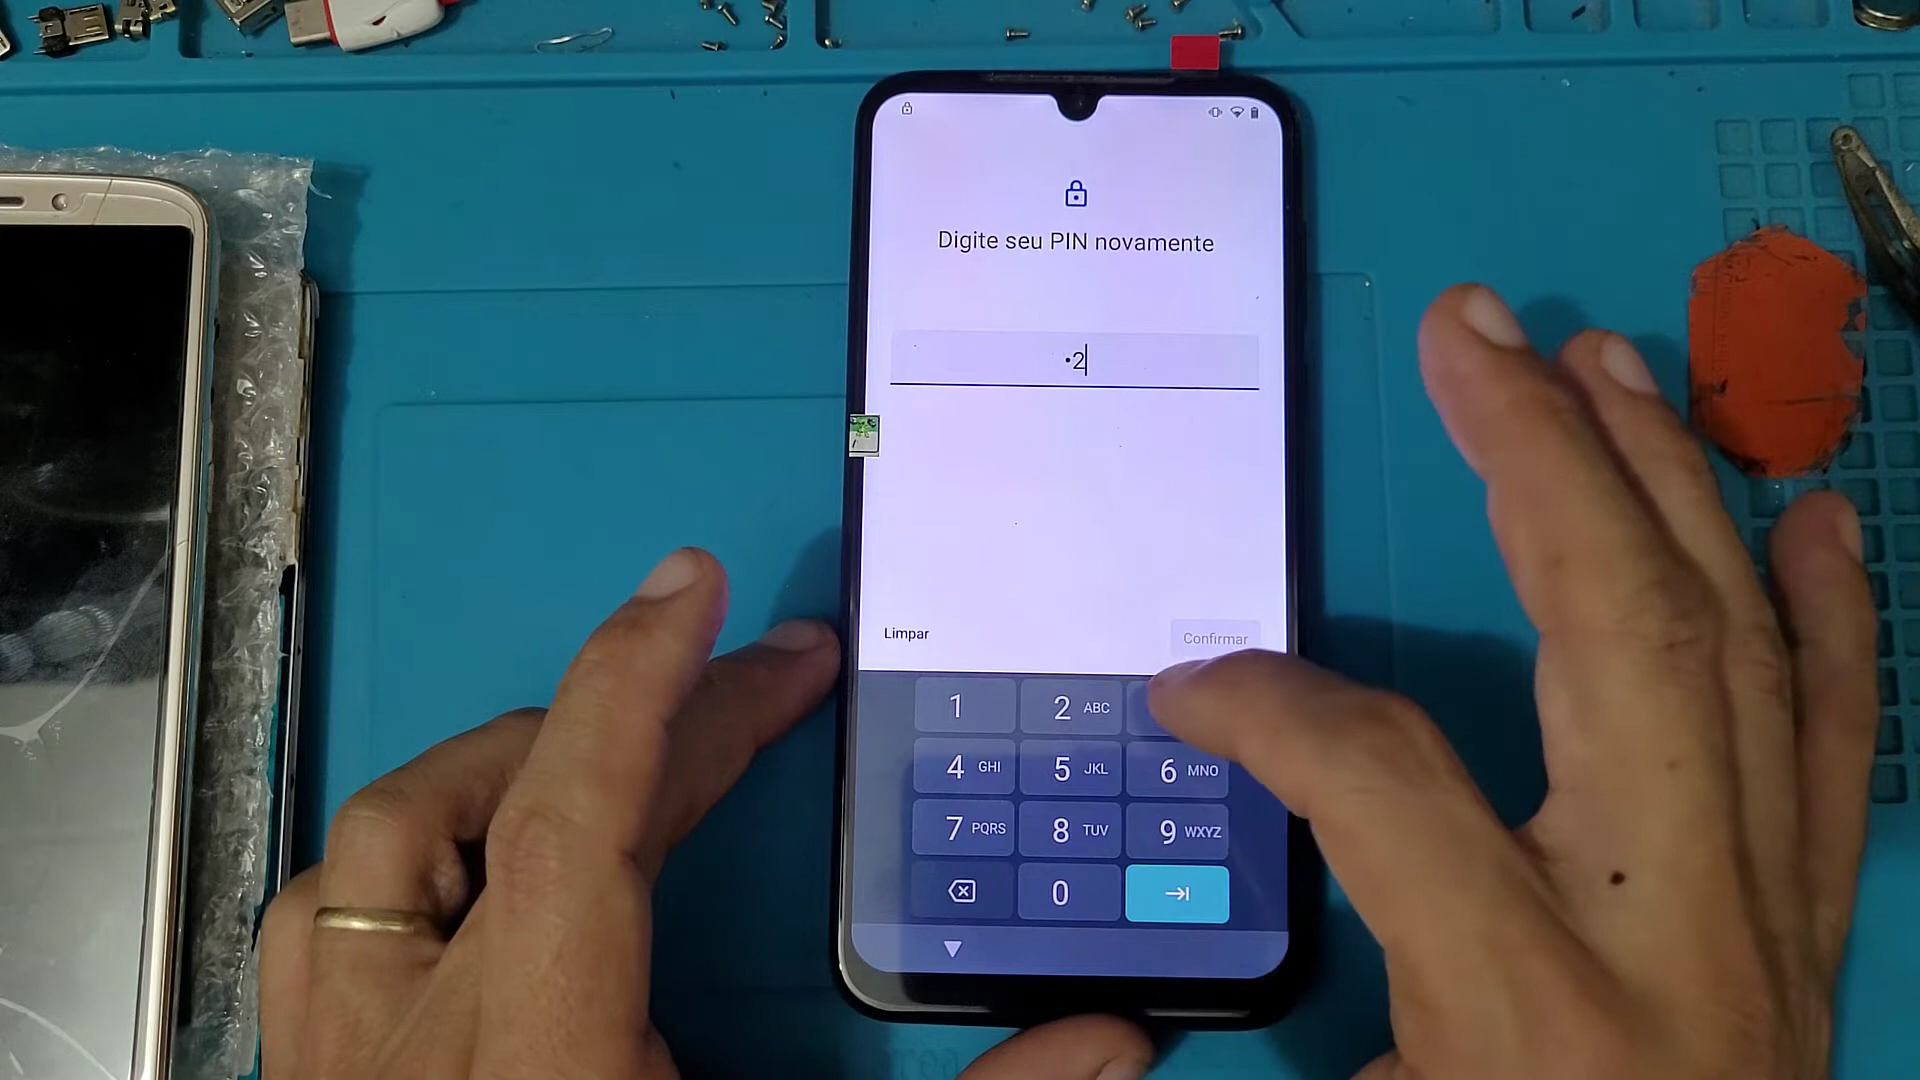 Digite seu PIN novamente
•2
Limpar
Confirmar
1
2 ABC
4 GHI
5 JKL
6 MNO
7 PQRS
8 TUV
9 WXYZ
0